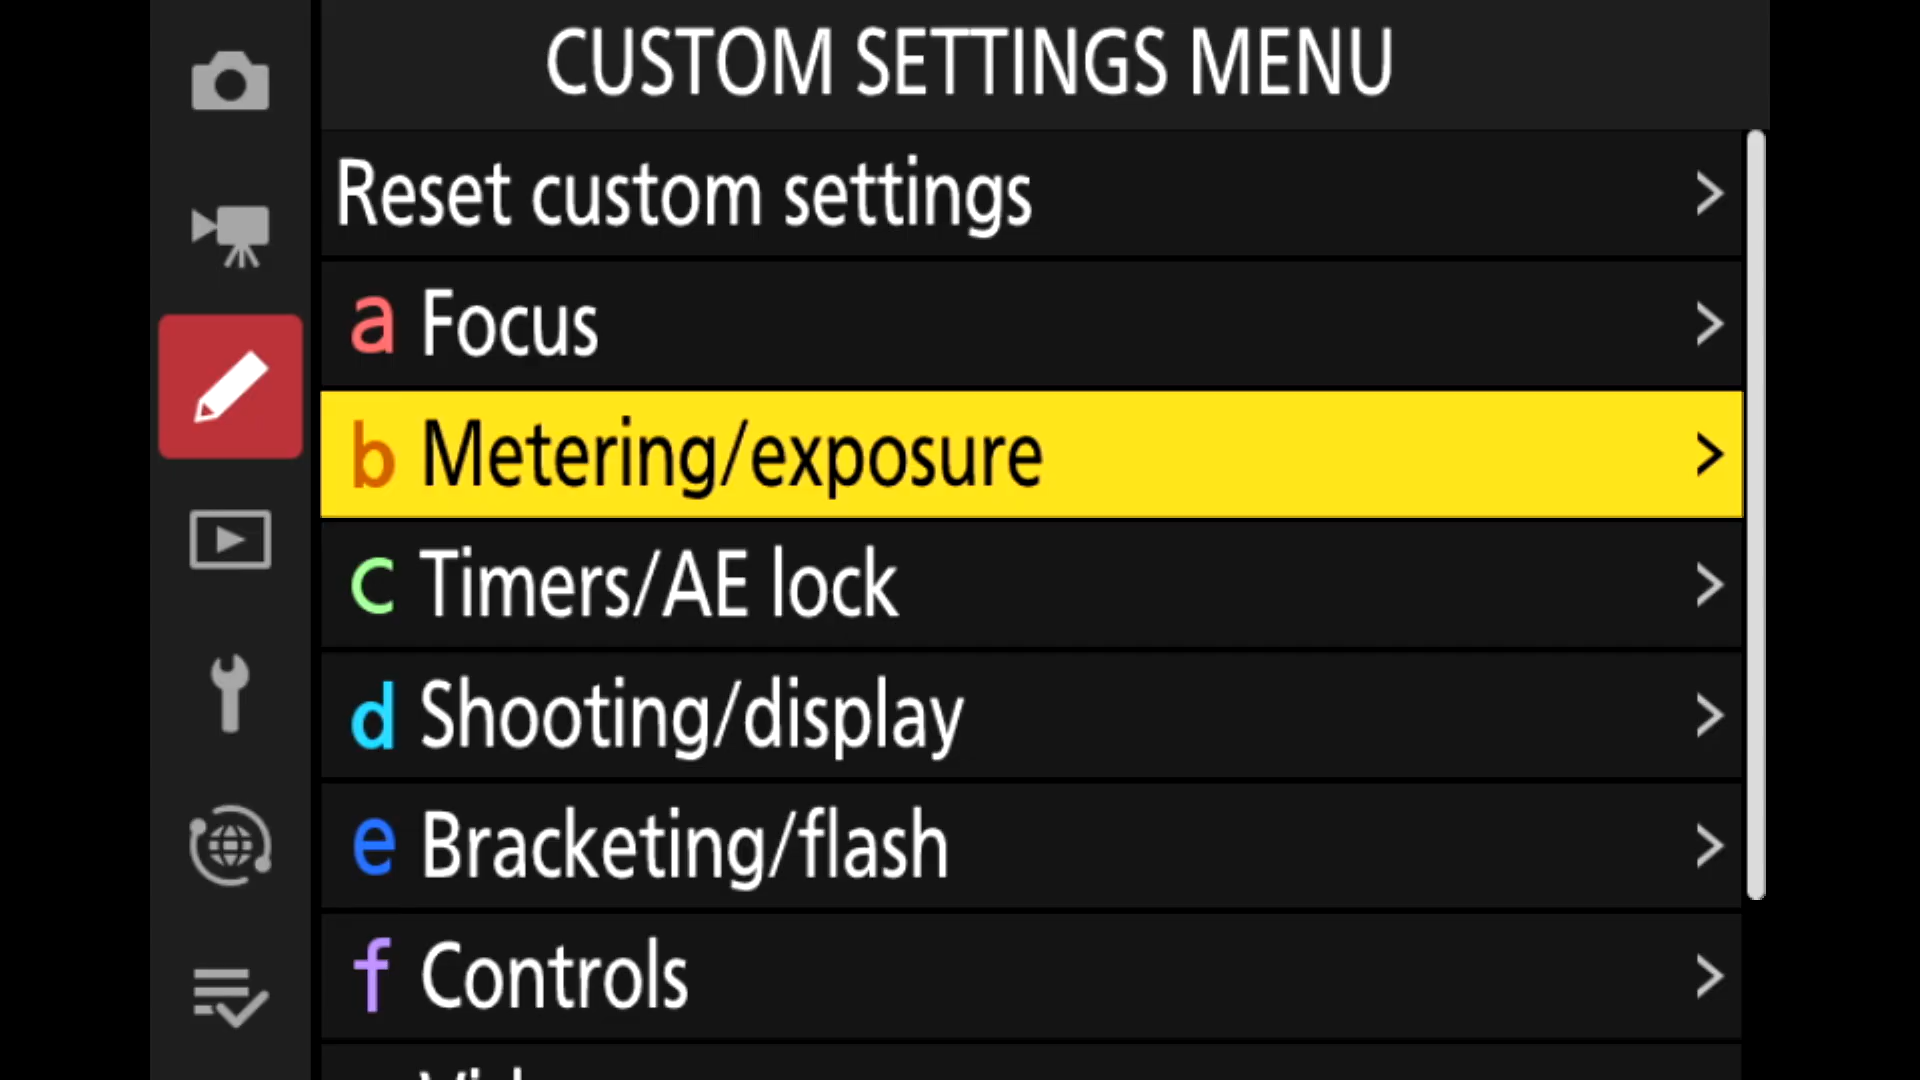 CUSTOM SETTINGS MENU
Reset custom settings
a Focus
b Metering/exposure
c Timers/AE lock
d Shooting/display
e Bracketing/flash
f Controls